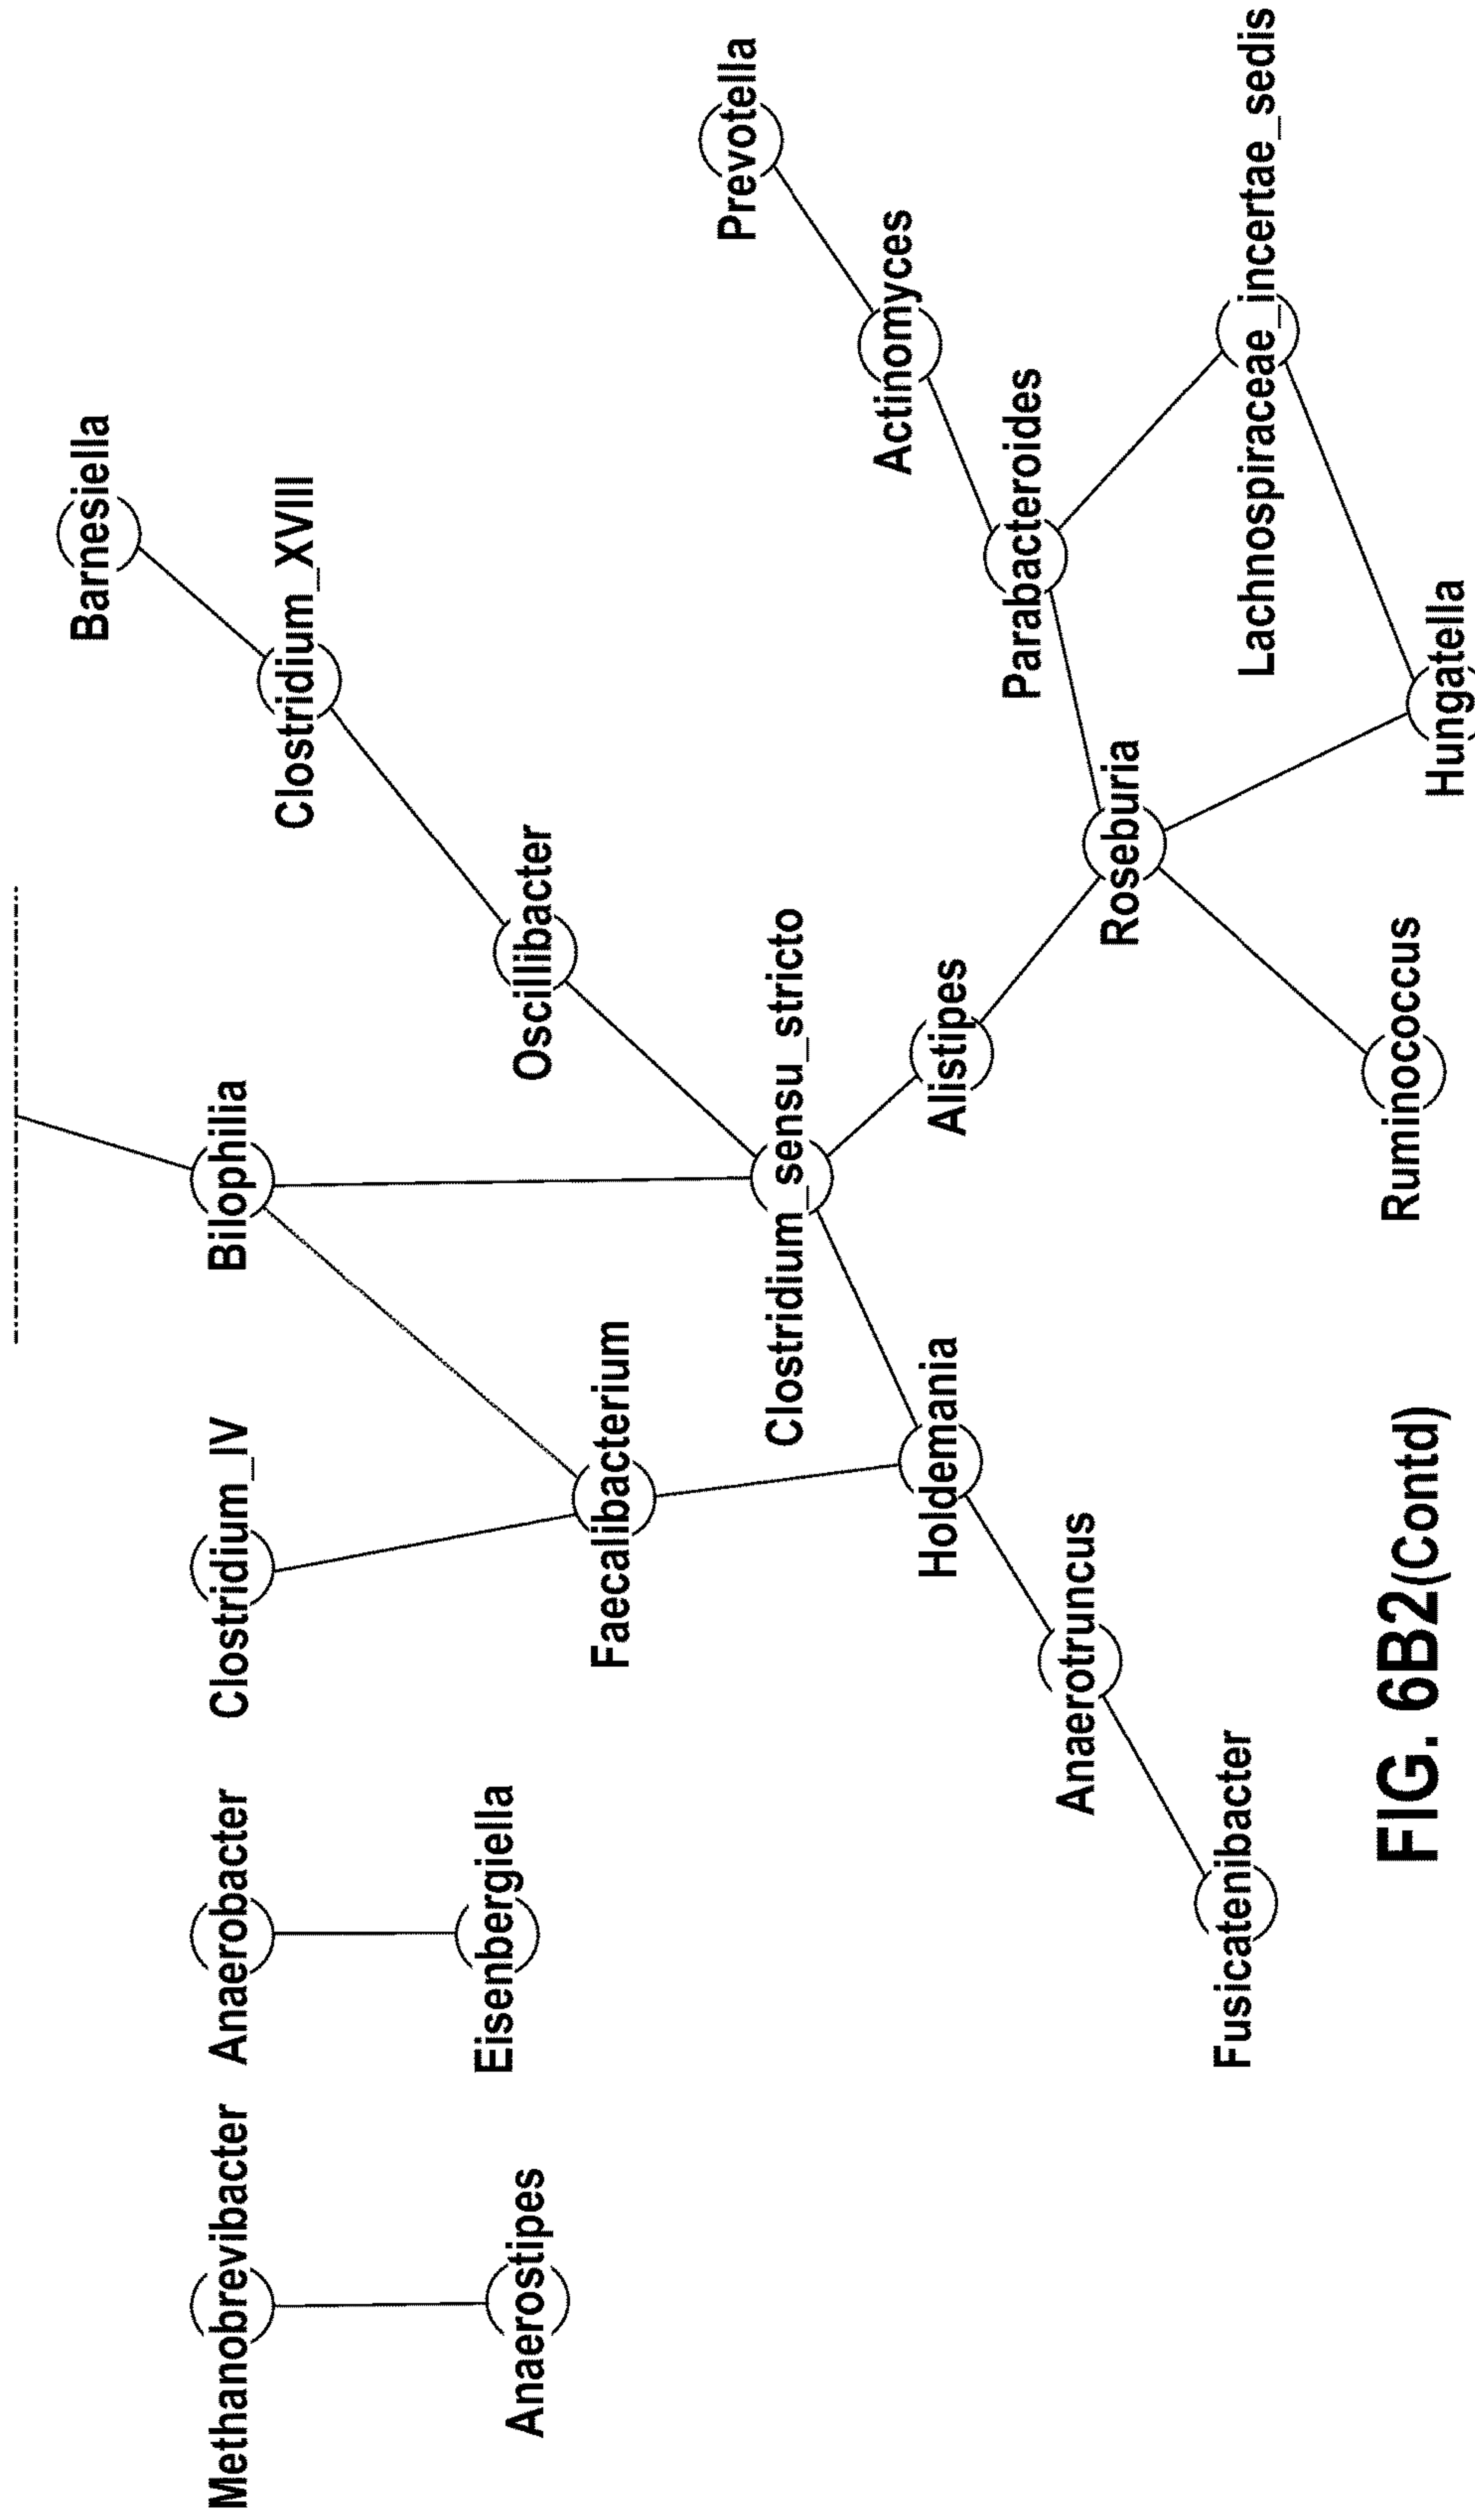 Barnesiella
Clostridium_XVIII
Prevotella
Actinomyces
Parabacteroides
Lachnospiraceae_incertae_sedis
Bilophilia
Oscillibacter
Clostridium_sensu_stricto
Alistipes
Roseburia
Hungatella
Ruminococcus
Clostridium_IV
Faecalibacterium
Holdemania
Anaerotruncus
Fusicatenibacter
Anaerobacter
Eisenbergiella
Methanobrevibacter
Anaerostipes
FIG. 6B2(Contd)